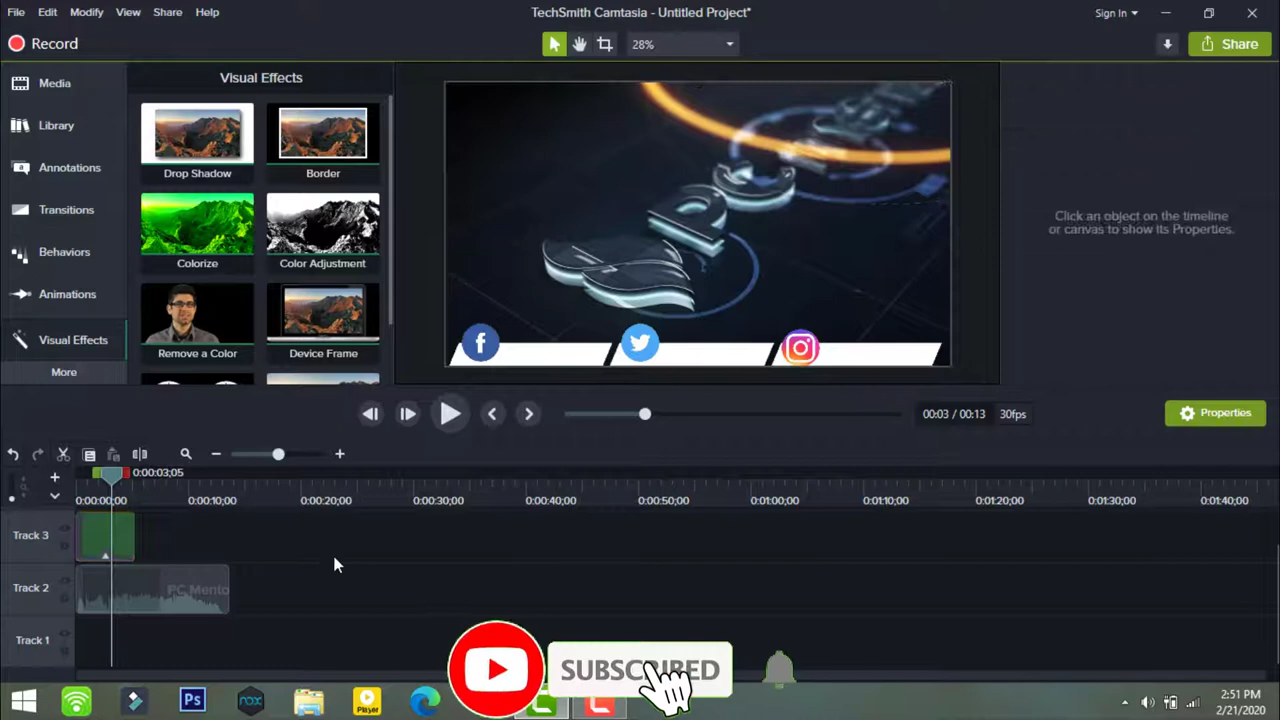 File Edit Modify View Share Help
TechSmith Camtasia - Untitled Project*
Sign In
Record
28%
Share
Media
Library
Annotations
Transitions
Behaviors
Animations
Visual Effects
More
Visual Effects
Drop Shadow
Border
Colorize
Color Adjustment
Remove a Color
Device Frame
PC
Click an object on the timeline
or canvas to show its Properties.
00:03 / 00:13 30fps
Properties
0:00:03;05
0:00:00;00 0:00:10;00 0:00:20;00 0:00:30;00 0:00:40;00 0:00:50;00 0:01:00;00 0:01:10;00 0:01:20;00 0:01:30;00 0:01:40;00
Track 3
Track 2
PC Mento
Track 1
SUBSCRIBED
Ps
nox
Player
2:51 PM
2/21/2020